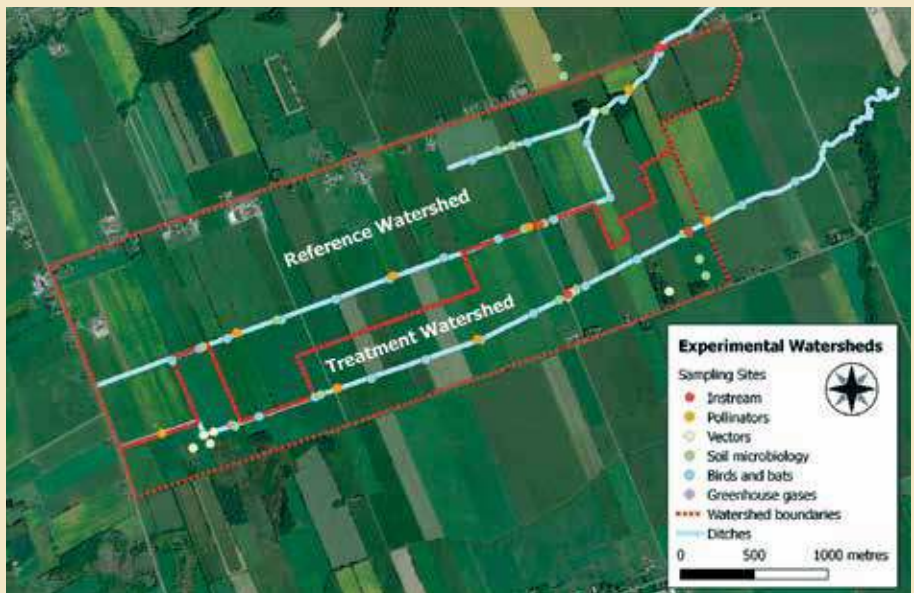 Reference Watershed
Treatment Watershed
Experimental Watersheds
Sampling Sites
Instream
Pollinators
Vectors
Soil microbiology
Birds and bats
Greenhouse gases
Watershed boundaries
Ditches
0 500 1000 metres